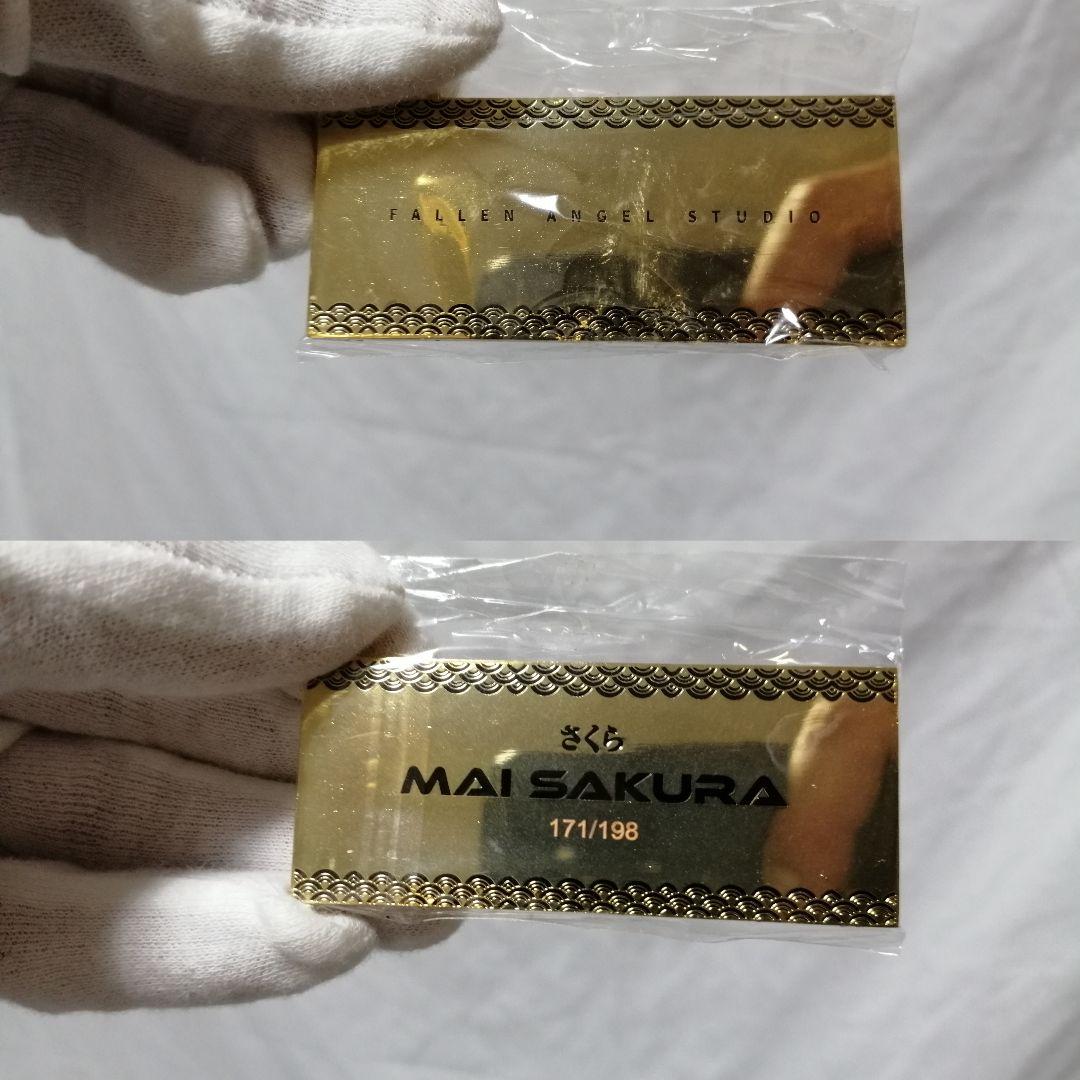 FALLEN ANGEL STUDIO
さくら
MAI SAKURA
171/198